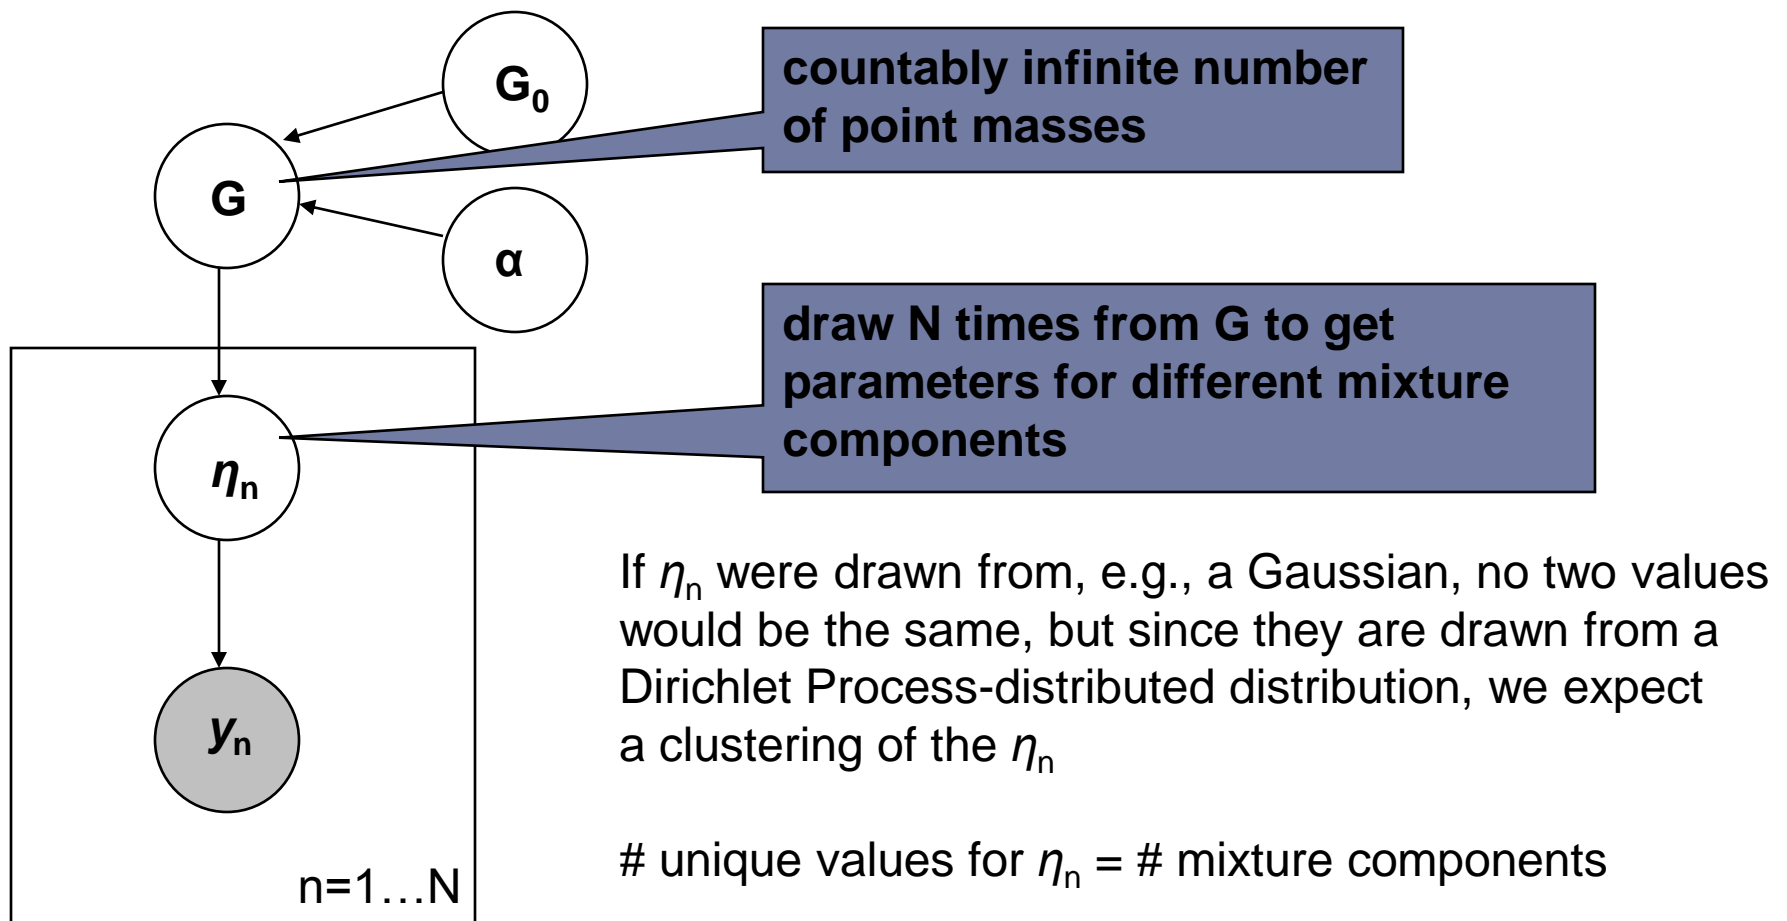 G₀
countably infinite number
of point masses
G
α
draw N times from G to get
parameters for different mixture
components
ηₙ
If ηₙ were drawn from, e.g., a Gaussian, no two values
would be the same, but since they are drawn from a
Dirichlet Process-distributed distribution, we expect
a clustering of the ηₙ
yₙ
# unique values for ηₙ = # mixture components
n=1…N